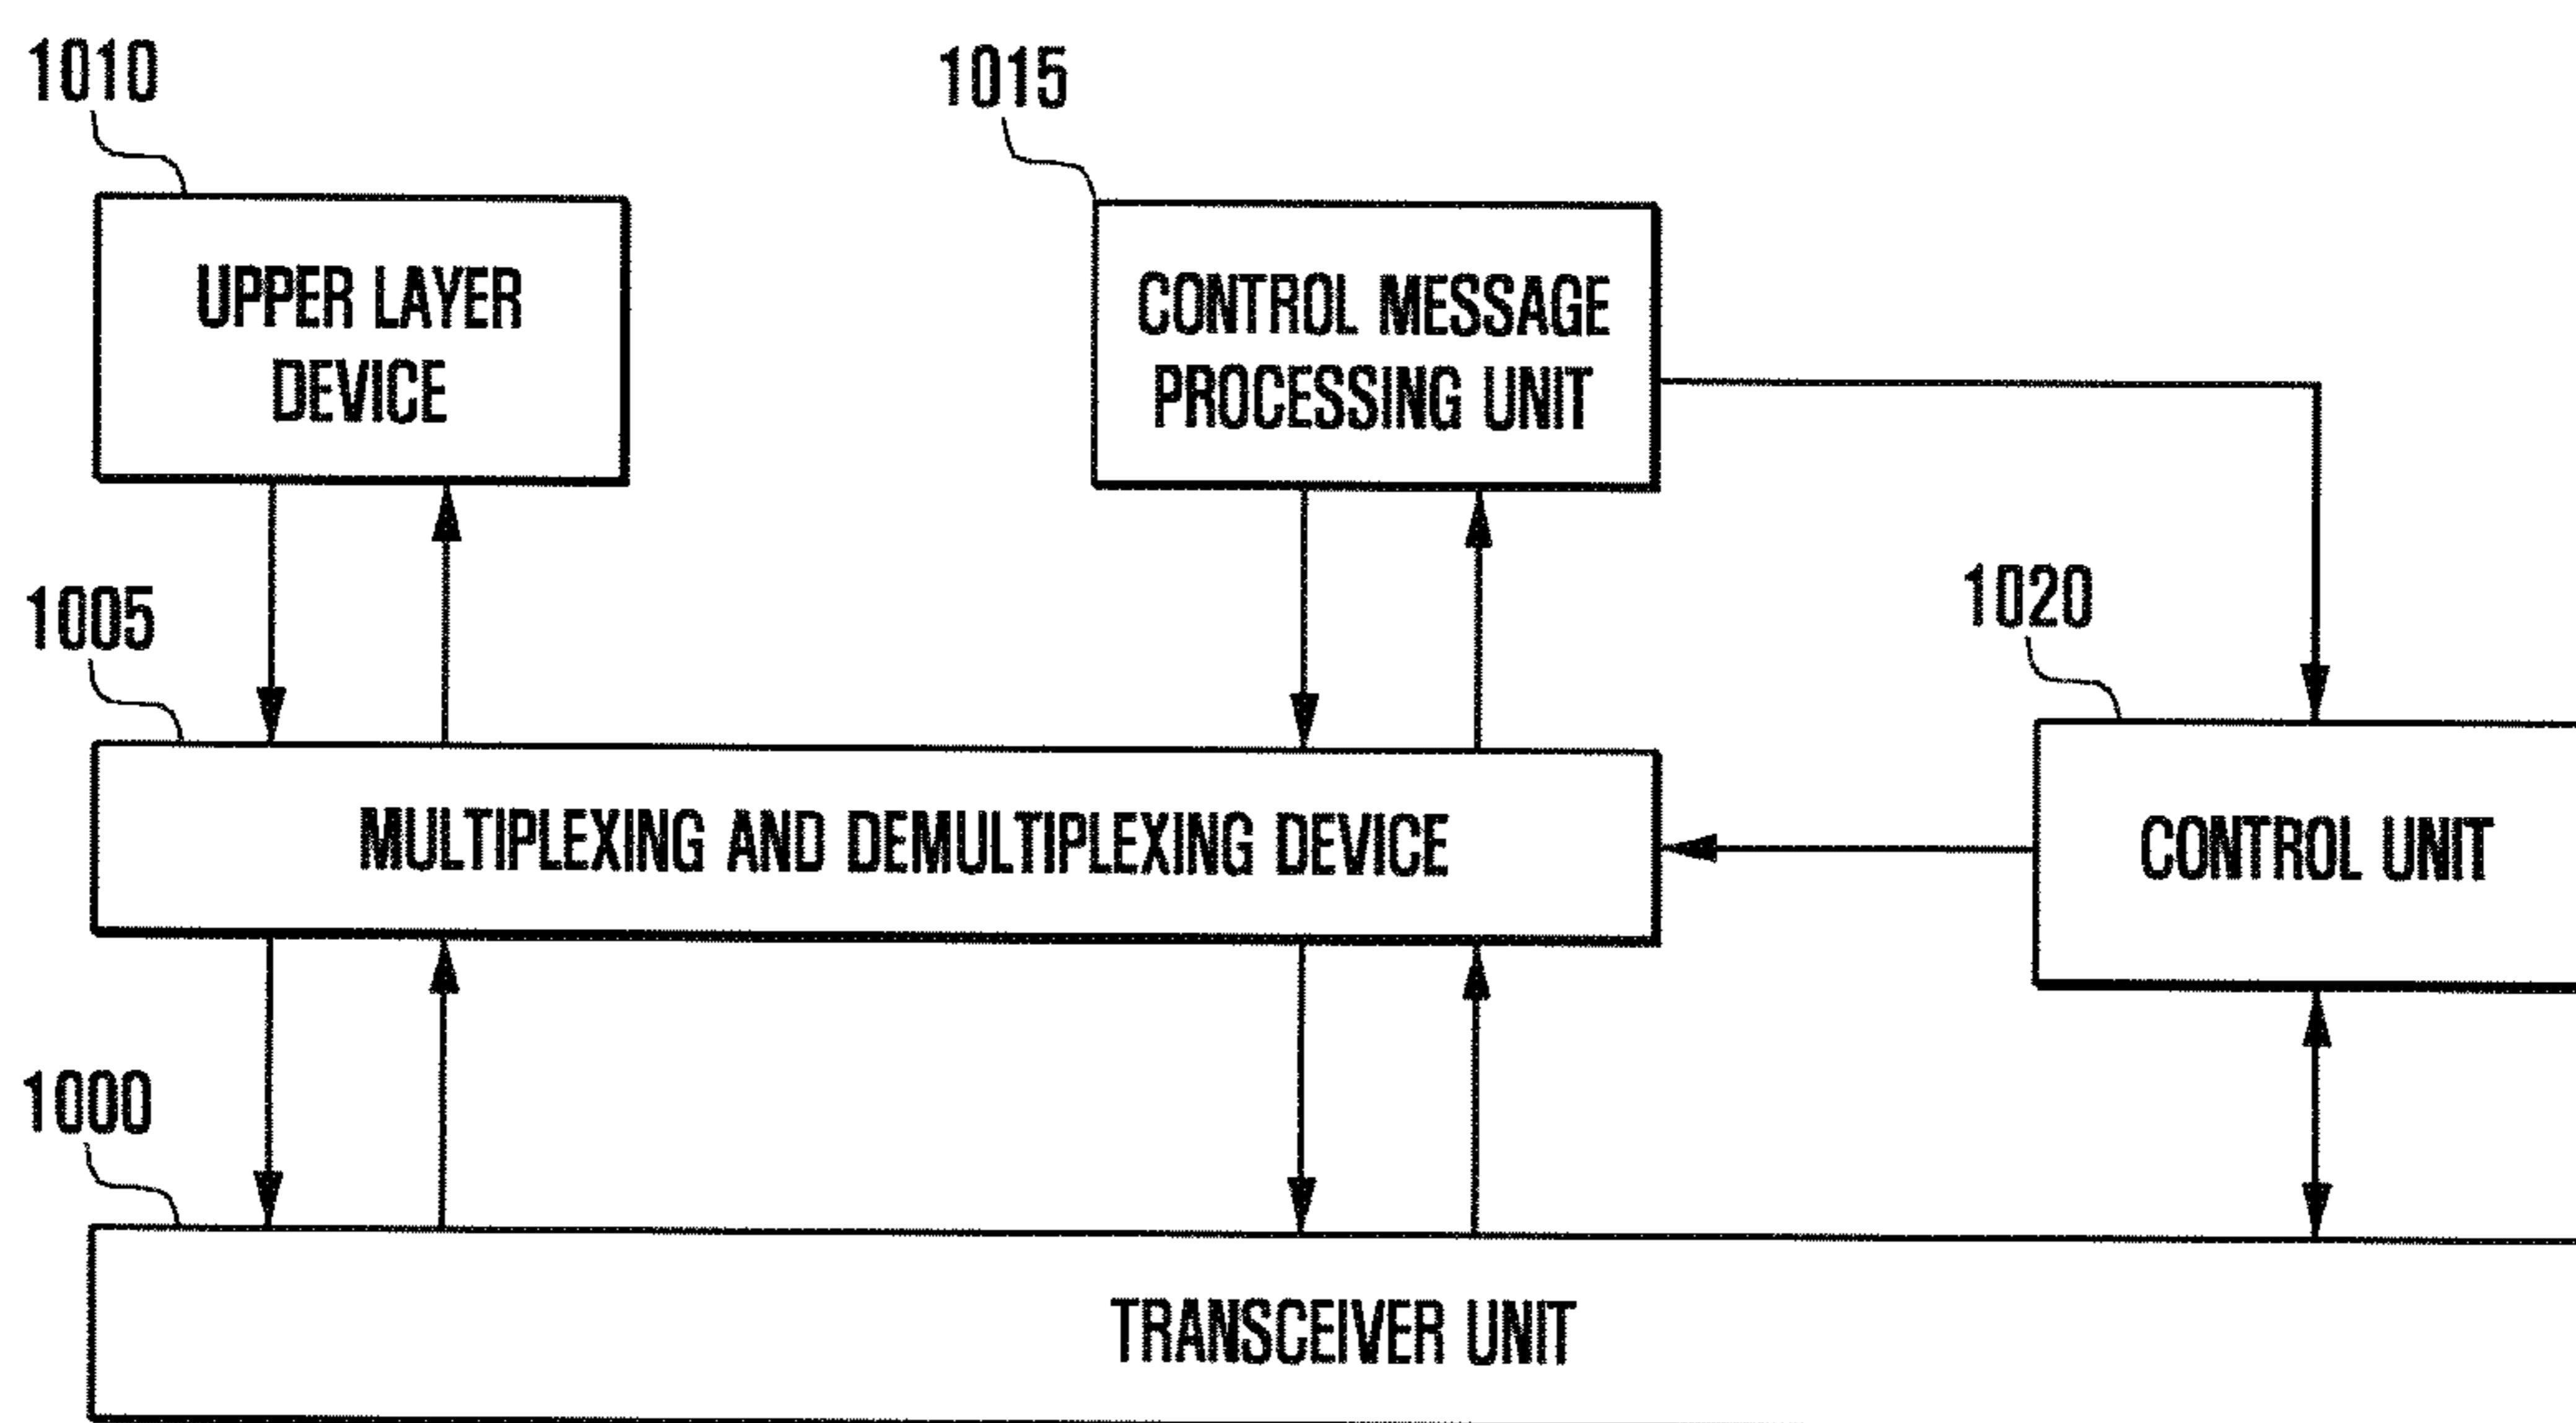 1010
1015
UPPER LAYER
DEVICE
CONTROL MESSAGE
PROCESSING UNIT
1005
1020
MULTIPLEXING AND DEMULTIPLEXING DEVICE
CONTROL UNIT
1000
TRANSCEIVER UNIT